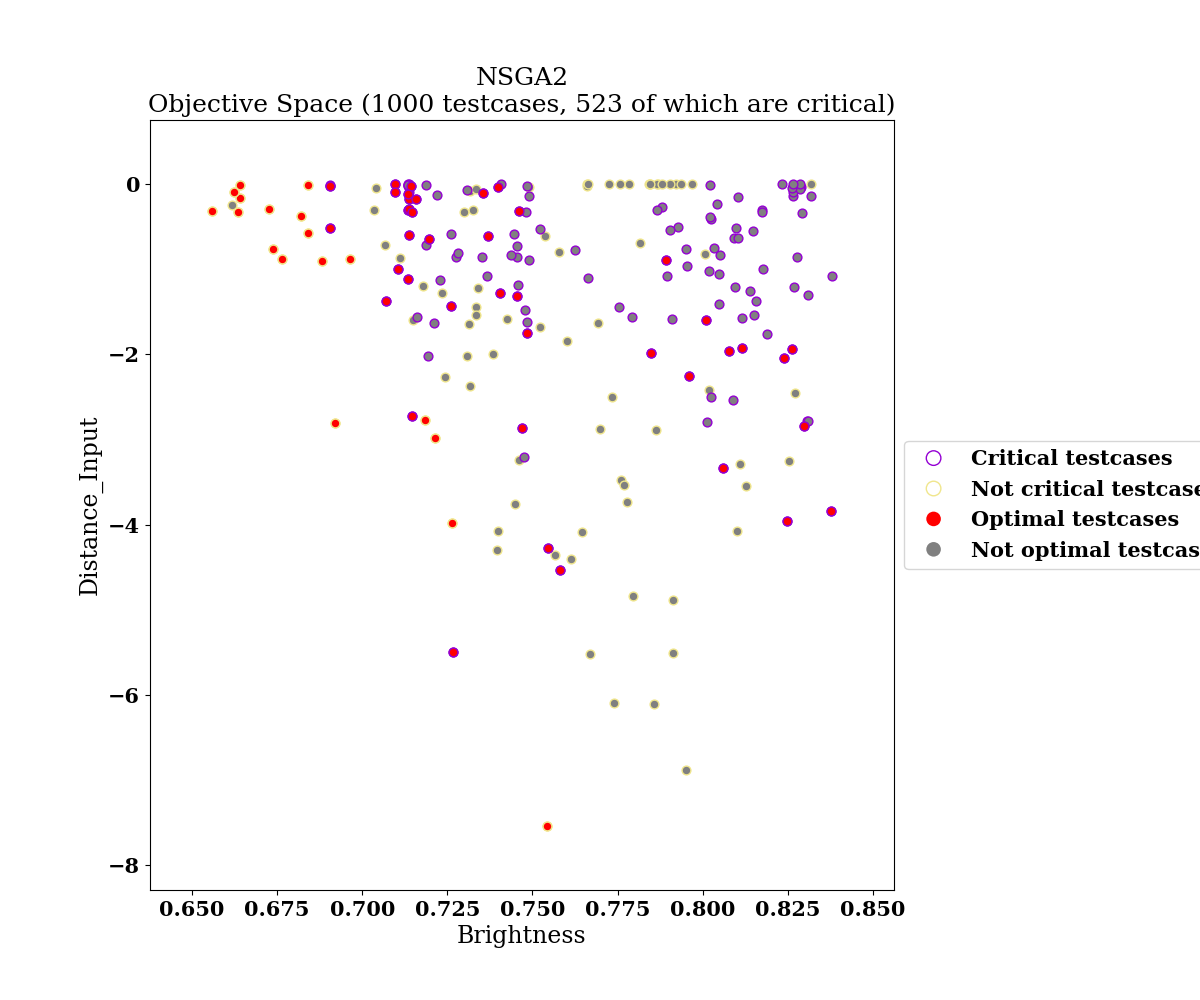 NSGA2
Objective Space (1000 testcases, 523 of which are critical)
0
−2
−4
−6
−8
Distance_Input
0.650 0.675 0.700 0.725 0.750 0.775 0.800 0.825 0.850
Brightness
Critical testcases
Not critical testcase
Optimal testcases
Not optimal testcas